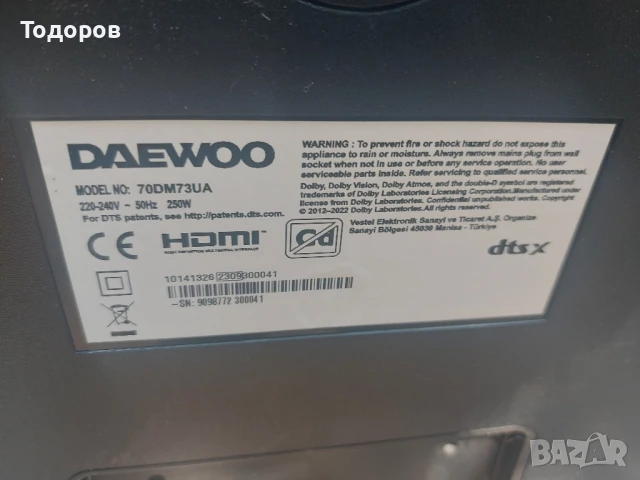 Тодоров
DAEWOO
MODEL NO: 70DM73UA
220-240V ~ 50Hz 250W
For DTS patents, see http://patents.dts.com.
CE HDMI
HIGH-DEFINITION MULTIMEDIA INTERFACE
Cd
WARNING : To prevent fire or shock hazard do not expose this
appliance to rain or moisture. Always remove mains plug from wall
socket when not in use or before any service operation. No user
serviceable parts inside. Refer servicing to qualified service personnel.
Dolby, Dolby Vision, Dolby Atmos, and the double-D symbol are registered
trademarks of Dolby Laboratories Licensing Corporation.Manufactured under
license from Dolby Laboratories. Confidential unpublished works. Copyright
© 2012-2022 Dolby Laboratories. All rights reserved.
Vestel Elektronik Sanayi ve Ticaret A.Ş. Organize
Sanayi Bölgesi 45030 Manisa - Türkiye
dts X
10141326 2309 300041
-SN: 9098772 300041
BAZAR